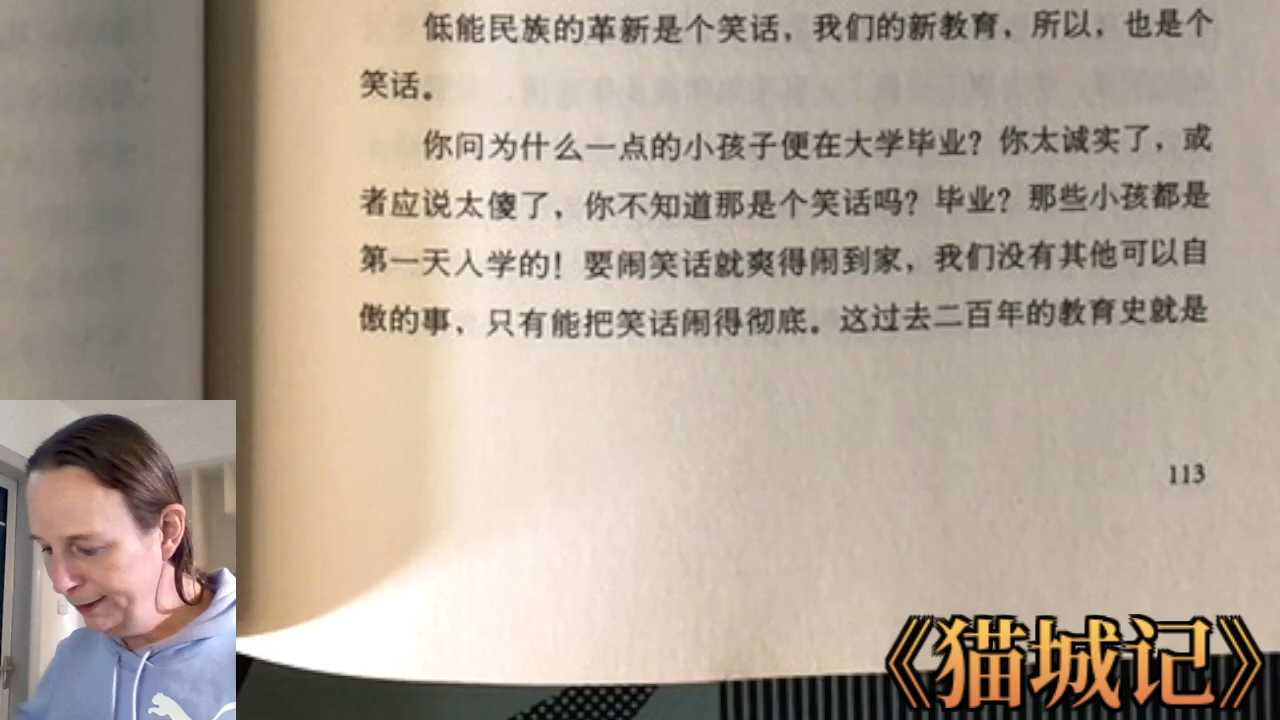 低能民族的革新是个笑话，我们的新教育，所以，也是个
笑话。
你问为什么一点的小孩子便在大学毕业？你太诚实了，或
者应说太傻了，你不知道那是个笑话吗？毕业？那些小孩都是
第一天入学的！要闹笑话就爽得闹到家，我们没有其他可以自
傲的事，只有能把笑话闹得彻底。这过去二百年的教育史就是
113
《猫城记》